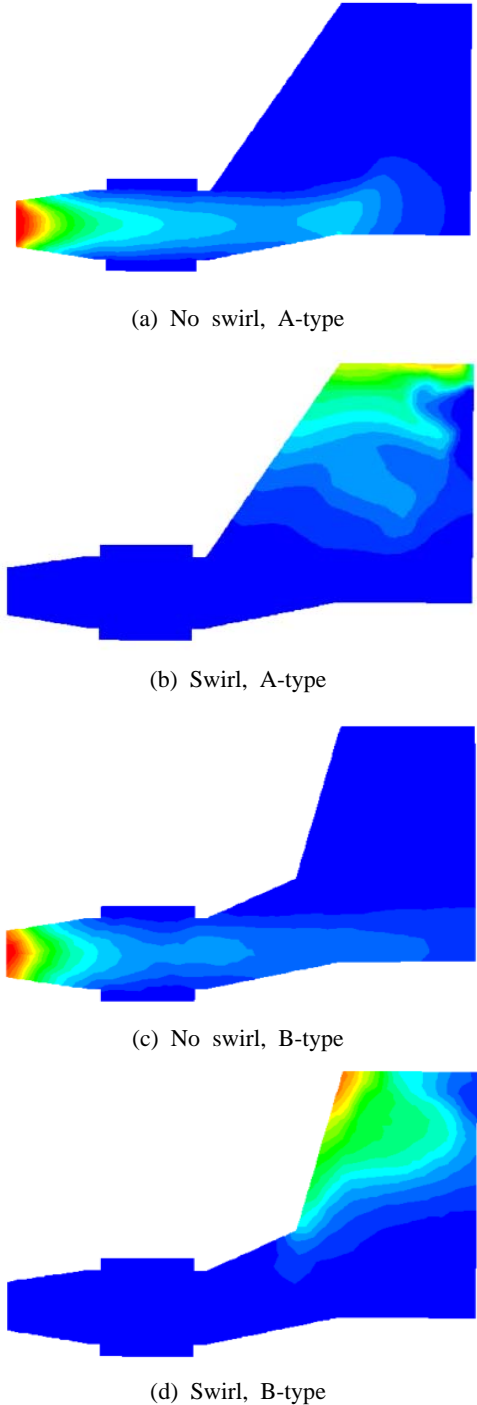 (a) No swirl, A-type
(b) Swirl, A-type
(c) No swirl, B-type
(d) Swirl, B-type